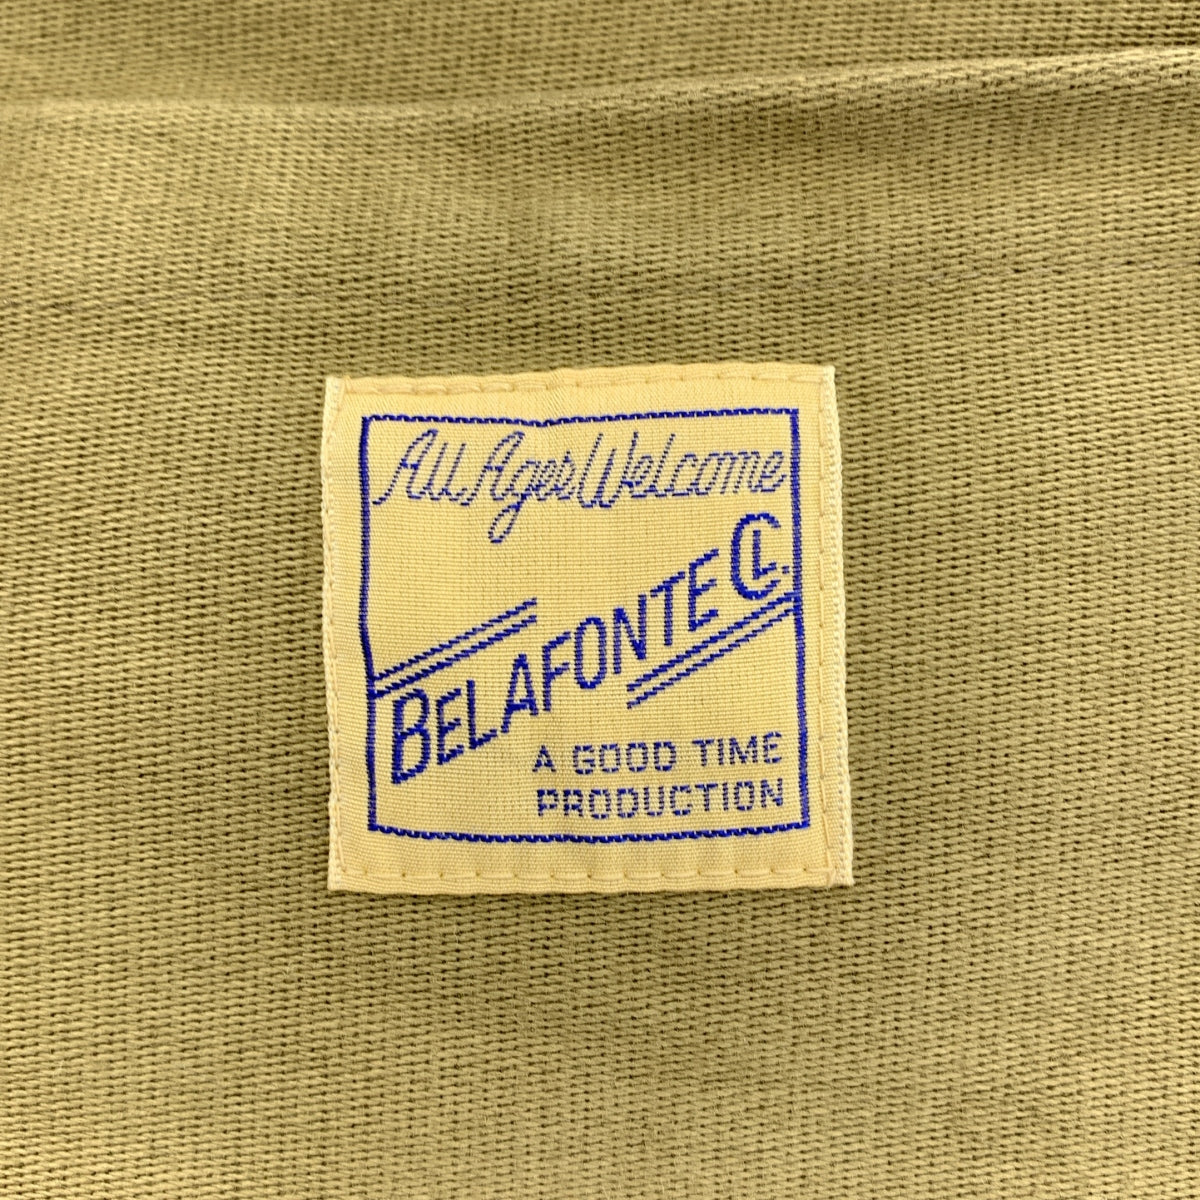 All Ages Welcome
BELAFONTE CL.
A GOOD TIME
PRODUCTION